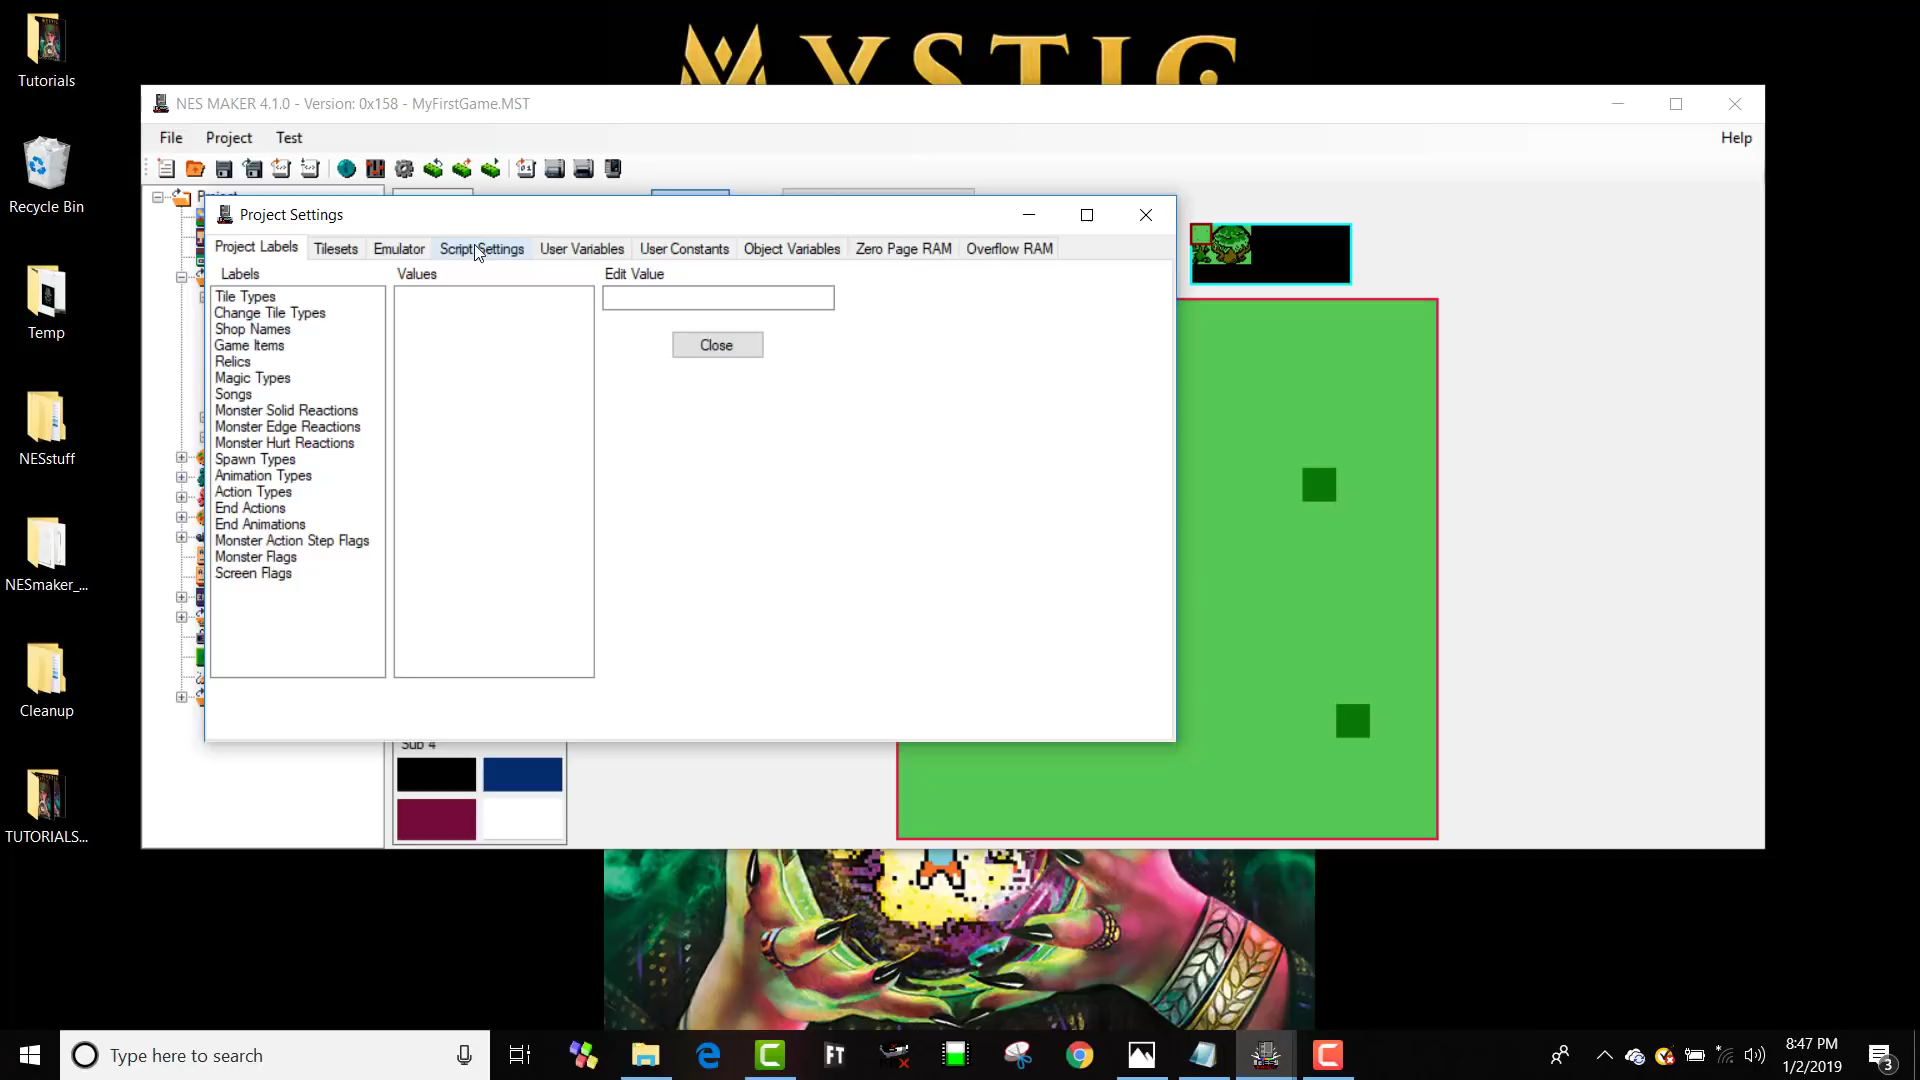 MYSTIC
Tutorials
Recycle Bin
Temp
NESstuff
NESmaker_...
Cleanup
TUTORIALS...
NES MAKER 4.1.0 - Version: 0x158 - MyFirstGame.MST
File Project Test Help
Project Settings
Project Labels Tilesets Emulator Script Settings User Variables User Constants Object Variables Zero Page RAM Overflow RAM
Labels Values Edit Value
Tile Types
Change Tile Types
Shop Names
Game Items
Relics
Magic Types
Songs
Monster Solid Reactions
Monster Edge Reactions
Monster Hurt Reactions
Spawn Types
Animation Types
Action Types
End Actions
End Animations
Monster Action Step Flags
Monster Flags
Screen Flags
Close
Sub 4
Type here to search
FT
8:47 PM
1/2/2019
3